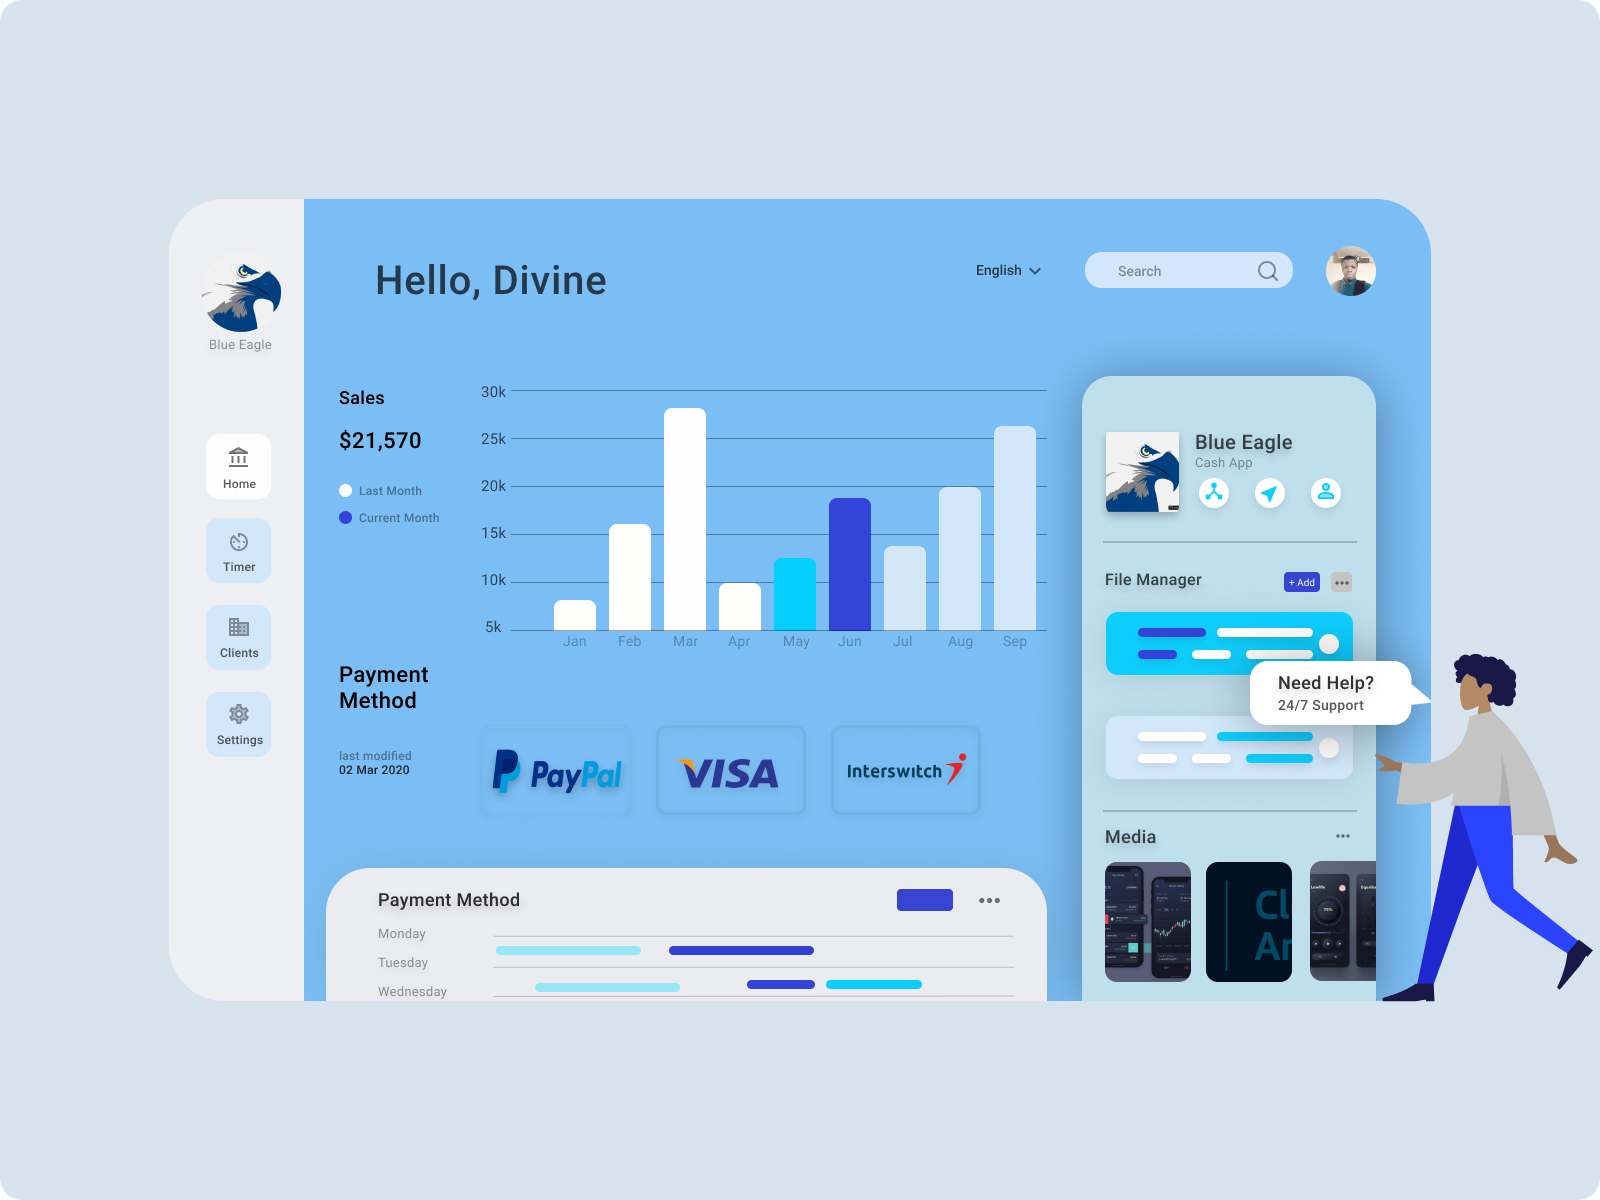 Hello, Divine
English
Search
Blue Eagle
Home
Timer
Clients
Settings
Sales
$21,570
Last Month
Current Month
30k
25k
20k
15k
10k
5k
Jan Feb Mar Apr May Jun Jul Aug Sep
Payment
Method
last modified
02 Mar 2020
PayPal
VISA
Interswitch
Payment Method
Monday
Tuesday
Wednesday
Blue Eagle
Cash App
File Manager
+ Add
Need Help?
24/7 Support
Media
Cl
An
75%